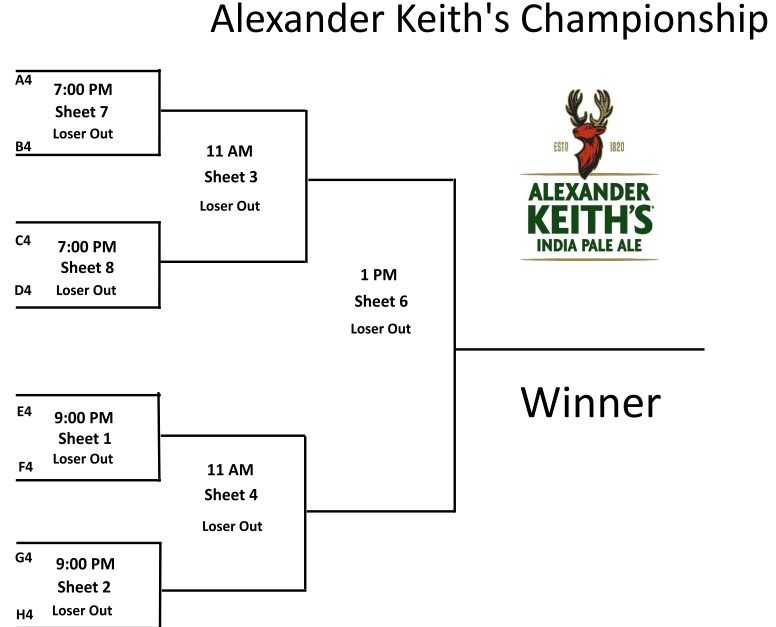 Alexander Keith's Championship
A4
7:00 PM
Sheet 7
Loser Out
B4
11 AM
Sheet 3
Loser Out
C4
7:00 PM
Sheet 8
D4
Loser Out
1 PM
Sheet 6
Loser Out
ESTD 1820
ALEXANDER
KEITH'S
INDIA PALE ALE
Winner
E4
9:00 PM
Sheet 1
Loser Out
F4
11 AM
Sheet 4
Loser Out
G4
9:00 PM
Sheet 2
Loser Out
H4